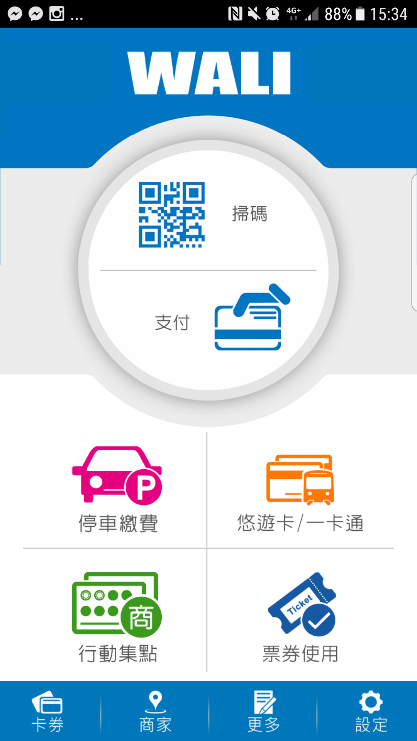 ... 4G+ 88% 15:34
WALI
掃碼
支付
P
停車繳費
悠遊卡/一卡通
商
行動集點
Ticket
票券使用
卡券
商家
更多
設定